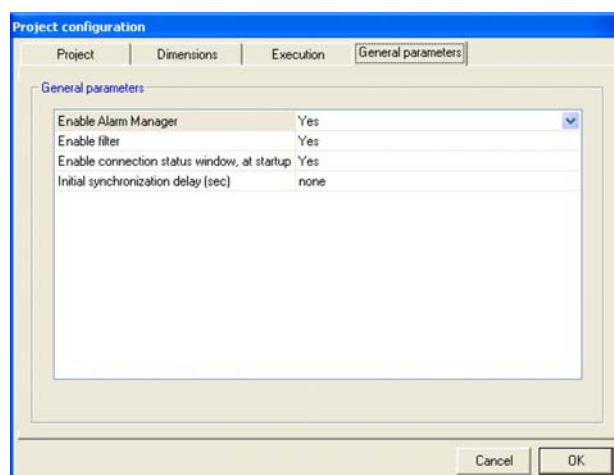 Project configuration
Project Dimensions Execution General parameters
General parameters
Enable Alarm Manager Yes
Enable filter Yes
Enable connection status window, at startup Yes
Initial synchronization delay (sec) none
Cancel OK